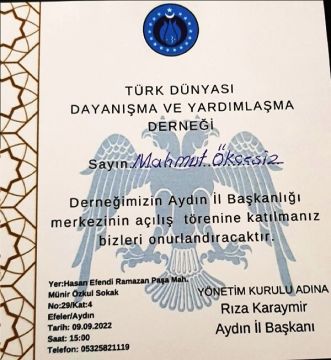 TÜRK DÜNYASI
DAYANIŞMA VE YARDIMLAŞMA
DERNEĞİ
Sayın Mahmut Ökçesiz
Derneğimizin Aydın İl Başkanlığı
merkezinin açılış törenine katılmanız
bizleri onurlandıracaktır.
Yer:Hasan Efendi Ramazan Paşa Mah.
Münir Özkul Sokak
No:29/Kat:4
Efeler/Aydın
Tarih: 09.09.2022
Saat: 15:00
Telefon: 05325821119
YÖNETİM KURULU ADINA
Rıza Karaymir
Aydın İl Başkanı